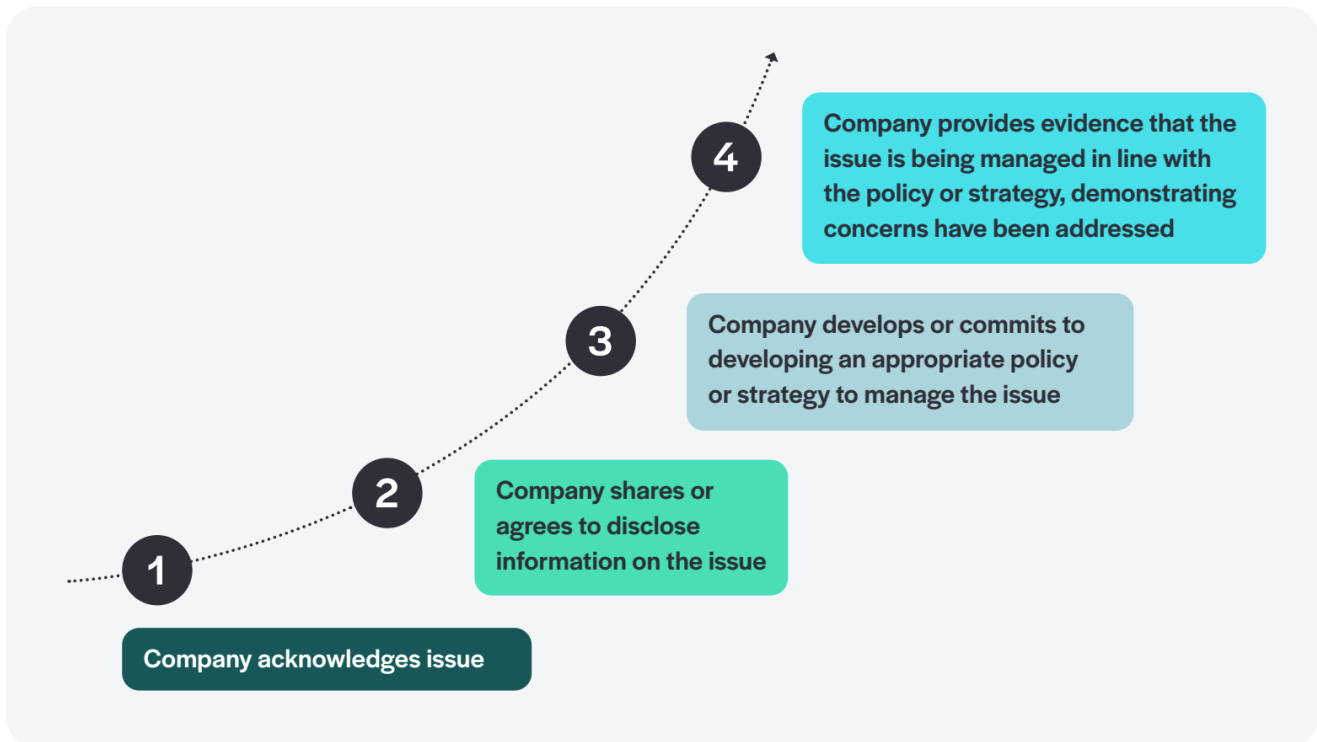 1
Company acknowledges issue
2
Company shares or
agrees to disclose
information on the issue
3
Company develops or commits to
developing an appropriate policy
or strategy to manage the issue
4
Company provides evidence that the
issue is being managed in line with
the policy or strategy, demonstrating
concerns have been addressed